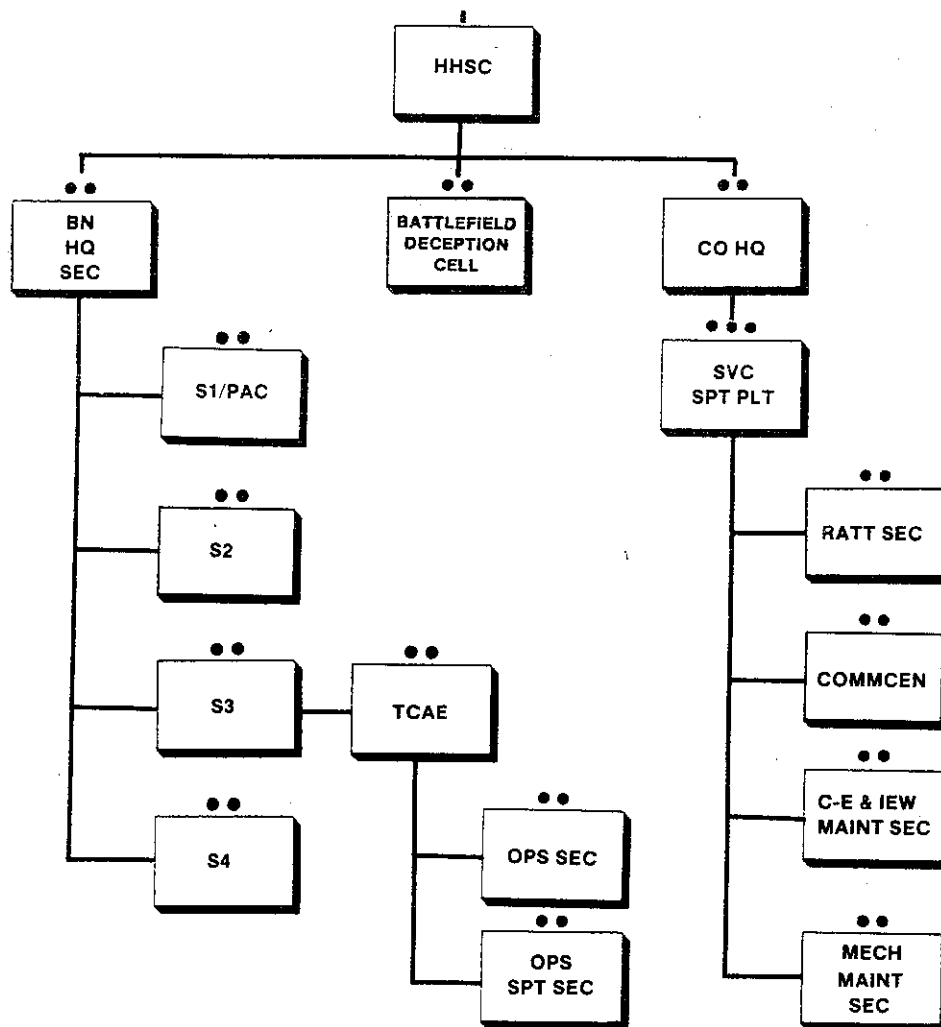 HHSC
BN
HQ
SEC
BATTLEFIELD
DECEPTION
CELL
CO HQ
SVC
SPT PLT
S1/PAC
S2
S3
S4
TCAE
OPS SEC
OPS
SPT SEC
RATT SEC
COMMCEN
C-E & IEW
MAINT SEC
MECH
MAINT
SEC